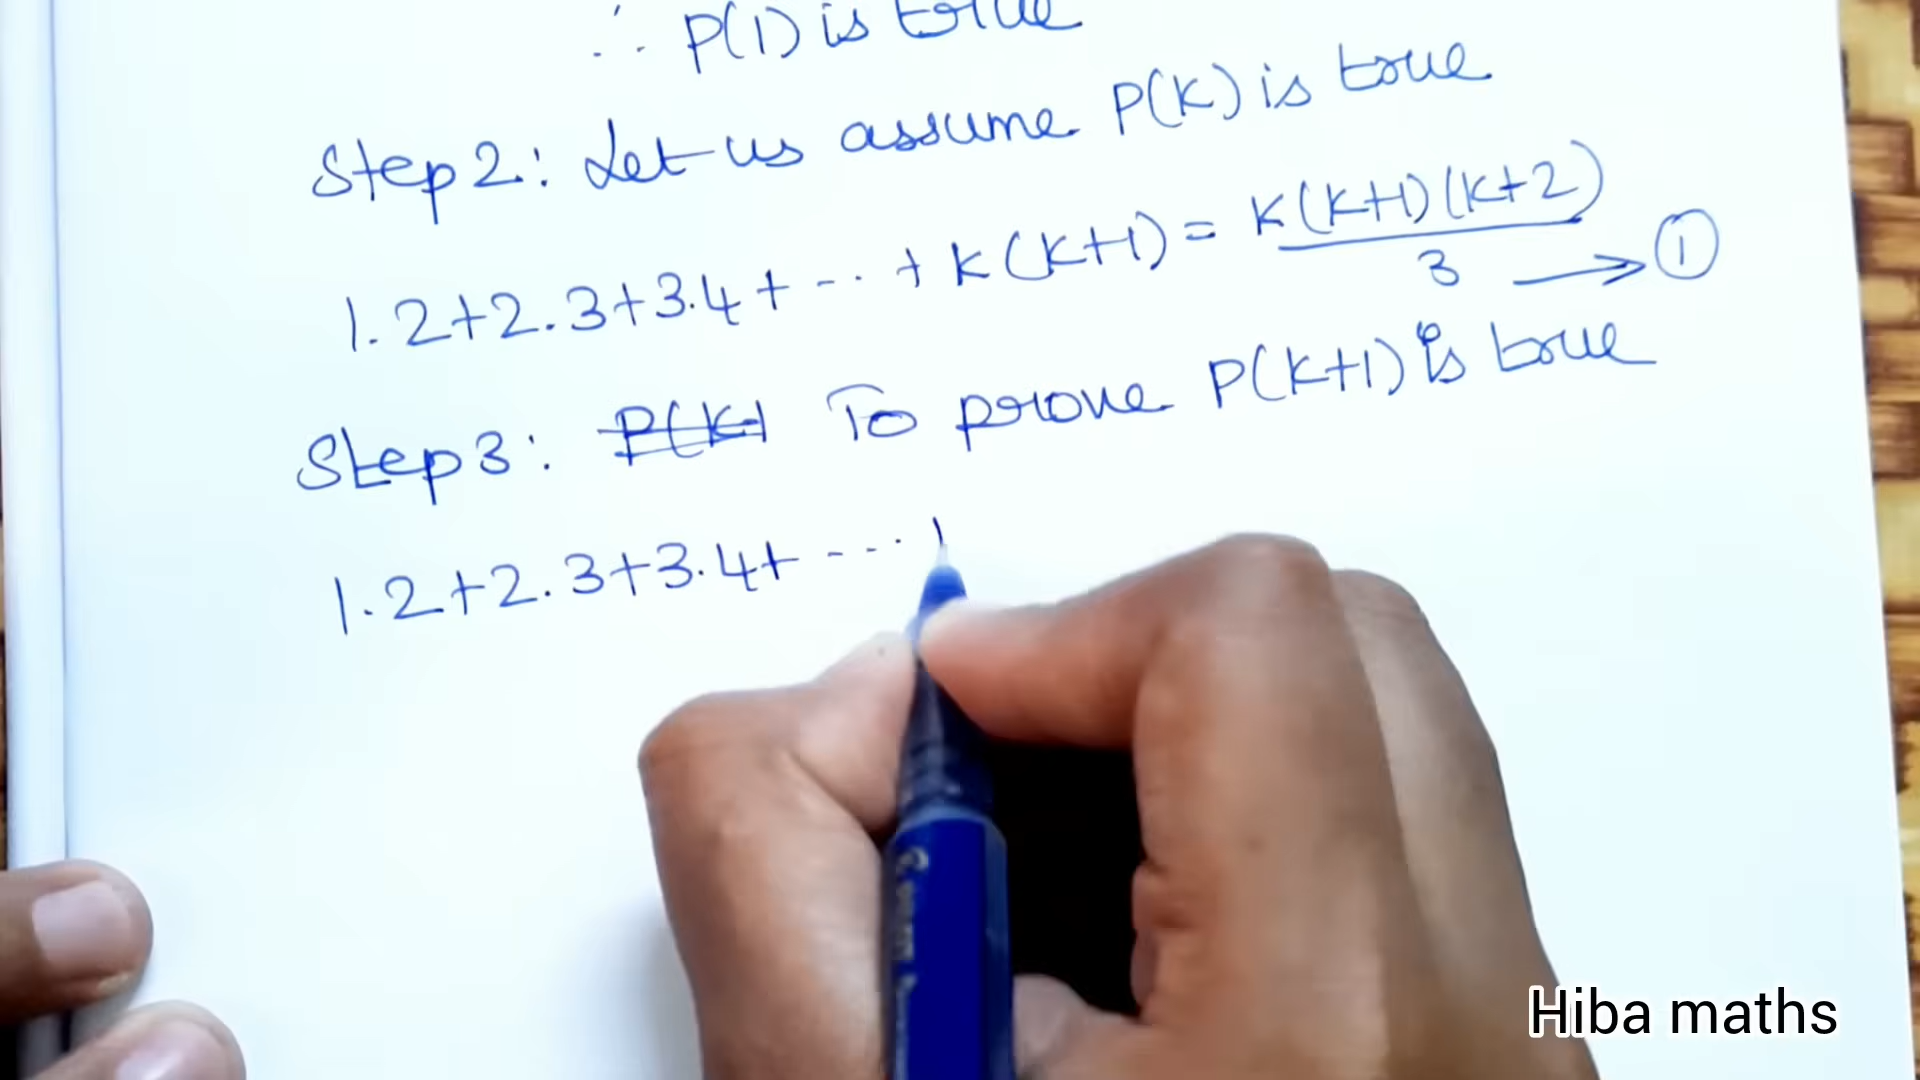 ∴ P(1) is true
Step 2: Let us assume P(K) is true
1.2+2.3+3.4+ --- + K(K+1) = K(K+1)(K+2)/3 → ①
Step 3: P(K) To prove P(K+1) is true
1.2+2.3+3.4+ ---
Hiba maths